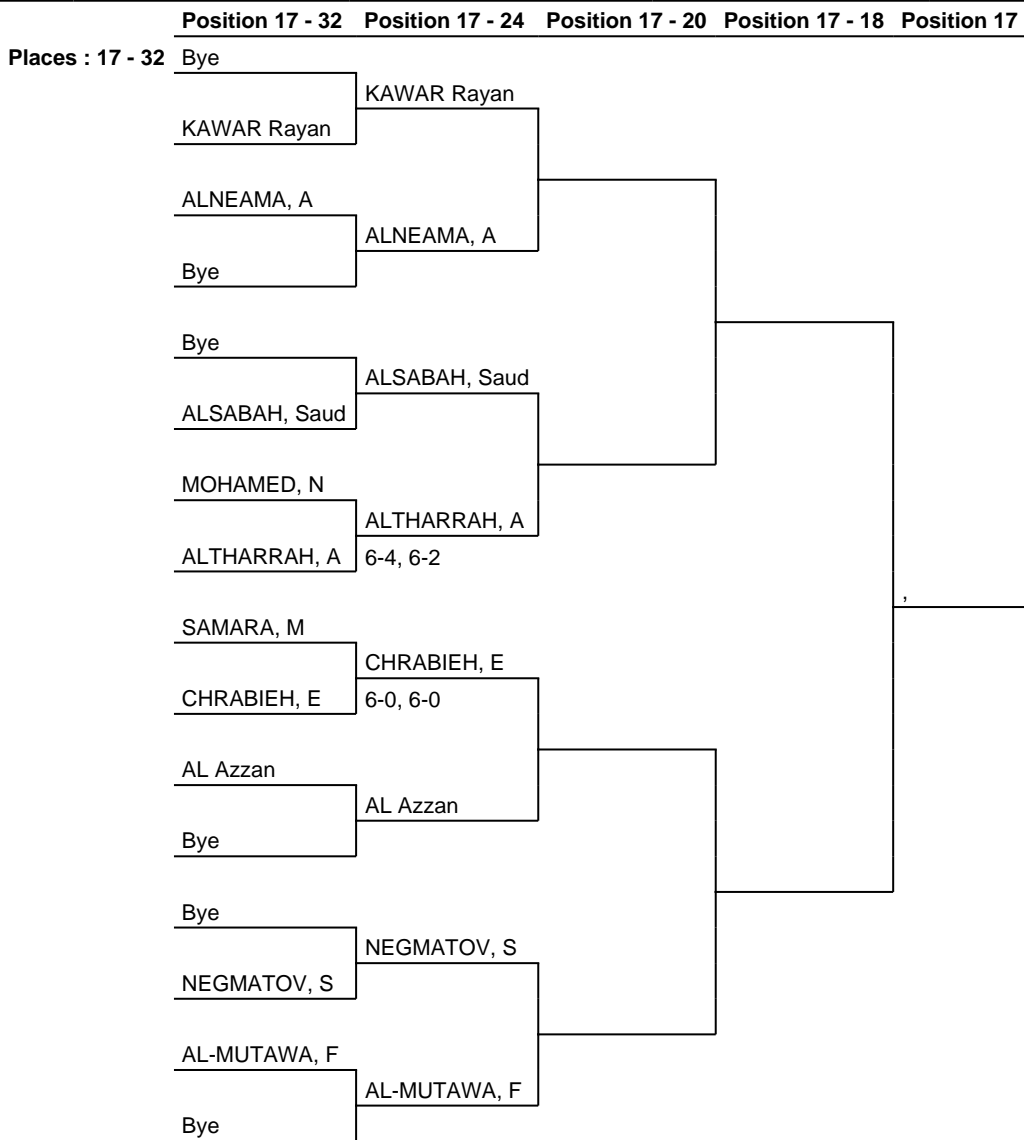 Position 17 - 32 Position 17 - 24 Position 17 - 20 Position 17 - 18 Position 17
Places : 17 - 32 Bye
KAWAR Rayan
KAWAR Rayan
ALNEAMA, A
ALNEAMA, A
Bye
Bye
ALSABAH, Saud
ALSABAH, Saud
MOHAMED, N
ALTHARRAH, A
ALTHARRAH, A 6-4, 6-2
,
SAMARA, M
CHRABIEH, E
CHRABIEH, E 6-0, 6-0
AL Azzan
AL Azzan
Bye
Bye
NEGMATOV, S
NEGMATOV, S
AL-MUTAWA, F
AL-MUTAWA, F
Bye